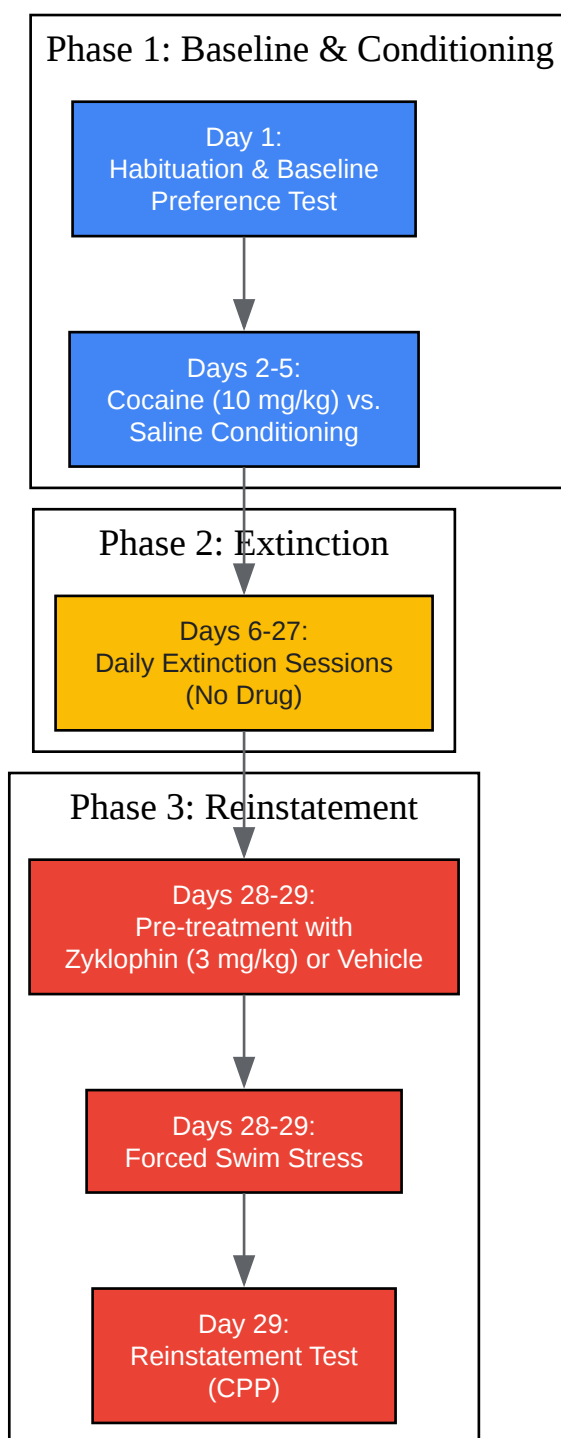 Phase 1: Baseline & Conditioning
Day 1:
Habituation & Baseline
Preference Test
Days 2-5:
Cocaine (10 mg/kg) vs.
Saline Conditioning
Phase 2: Extinction
Days 6-27:
Daily Extinction Sessions
(No Drug)
Phase 3: Reinstatement
Days 28-29:
Pre-treatment with
Zyklophin (3 mg/kg) or Vehicle
Days 28-29:
Forced Swim Stress
Day 29:
Reinstatement Test
(CPP)